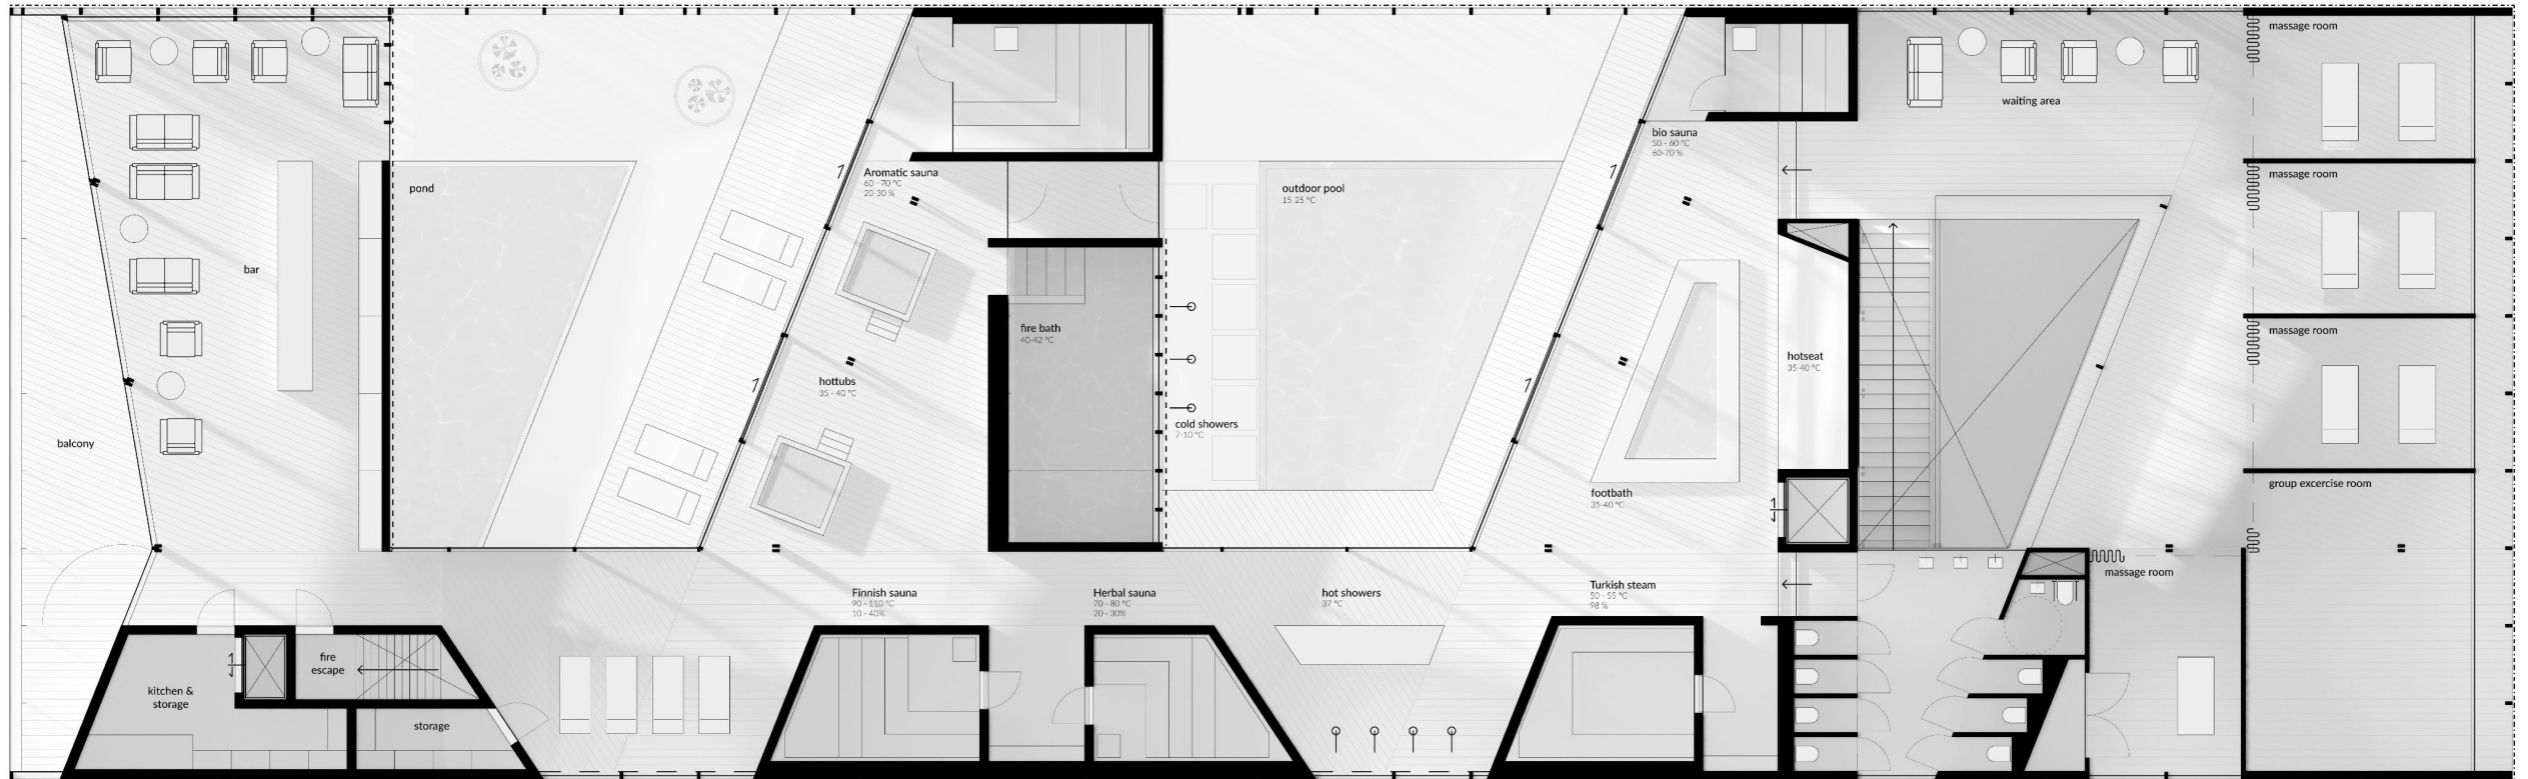 massage room
waiting area
bio sauna
50 - 60 °C
60-70 %
Aromatic sauna
60 - 70 °C
20-30 %
massage room
pond
outdoor pool
15-25 °C
bar
fire bath
40-42 °C
massage room
hotseat
35-40 °C
hottubs
35 - 40 °C
cold showers
7-10 °C
balcony
group excercise room
footbath
35-40 °C
massage room
Finnish sauna
90 - 110 °C
10 - 40%
Herbal sauna
70 - 80 °C
20 - 30%
hot showers
37 °C
Turkish steam
50 - 55 °C
98 %
fire
escape
kitchen &
storage
storage